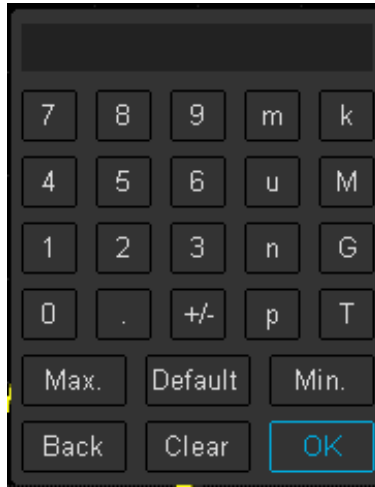 7 8 9 m k
4 5 6 u M
1 2 3 n G
0 . +/- p T
Max. Default Min.
Back Clear OK